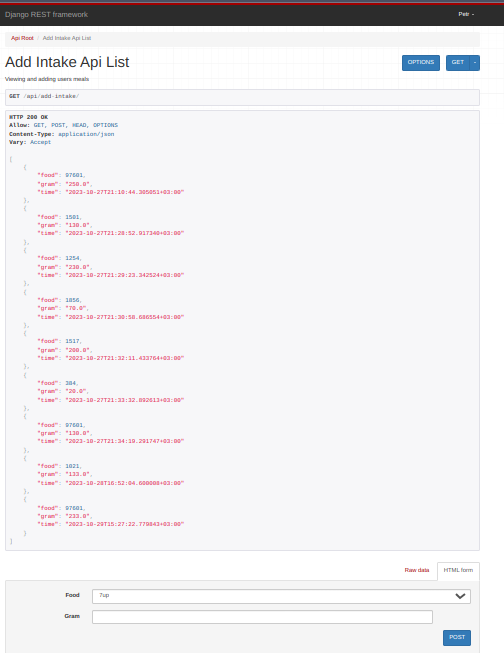 Django REST framework
Petr
Api Root / Add Intake Api List
Add Intake Api List
OPTIONS
GET
Viewing and adding users meals
GET /api/add-intake/
HTTP 200 OK
Allow: GET, POST, HEAD, OPTIONS
Content-Type: application/json
Vary: Accept
[
{
"food": 97601,
"gram": "250.0",
"time": "2023-10-27T21:10:44.305051+03:00"
},
{
"food": 1501,
"gram": "130.0",
"time": "2023-10-27T21:28:52.917340+03:00"
},
{
"food": 1254,
"gram": "230.0",
"time": "2023-10-27T21:29:23.342524+03:00"
},
{
"food": 1856,
"gram": "70.0",
"time": "2023-10-27T21:30:58.686554+03:00"
},
{
"food": 1517,
"gram": "200.0",
"time": "2023-10-27T21:32:11.433764+03:00"
},
{
"food": 384,
"gram": "20.0",
"time": "2023-10-27T21:33:32.892613+03:00"
},
{
"food": 97601,
"gram": "130.0",
"time": "2023-10-27T21:34:19.291747+03:00"
},
{
"food": 1021,
"gram": "133.0",
"time": "2023-10-28T16:52:04.600080+03:00"
},
{
"food": 97601,
"gram": "233.0",
"time": "2023-10-29T15:27:22.779843+03:00"
}
]
Raw data
HTML form
Food
7up
Gram
POST